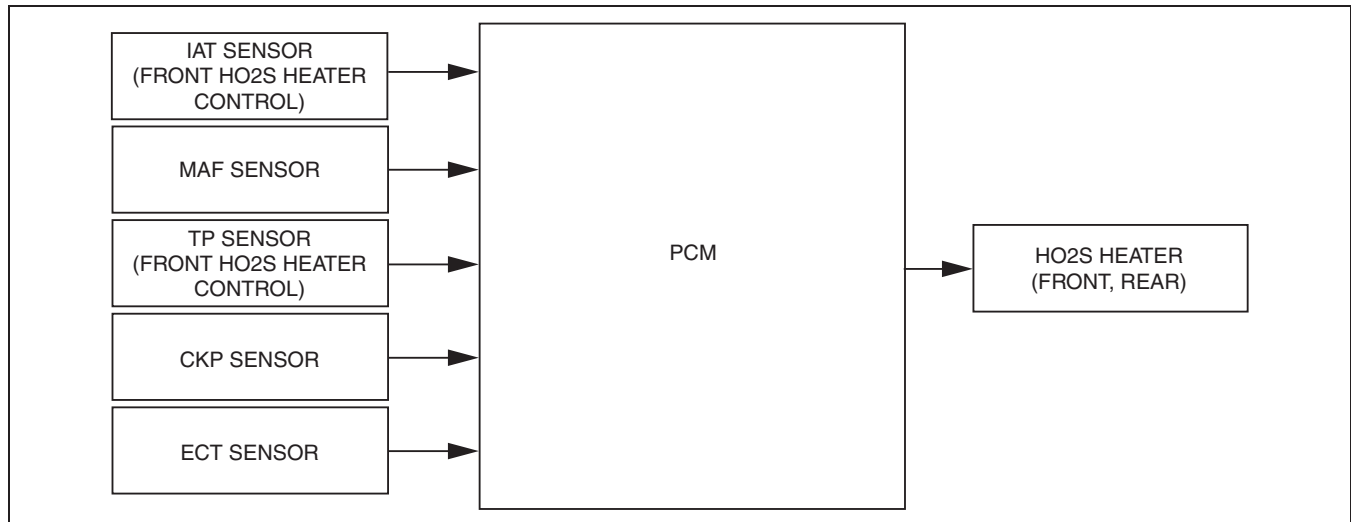 IAT SENSOR
(FRONT HO2S HEATER
CONTROL)
MAF SENSOR
TP SENSOR
(FRONT HO2S HEATER
CONTROL)
CKP SENSOR
ECT SENSOR
PCM
HO2S HEATER
(FRONT, REAR)